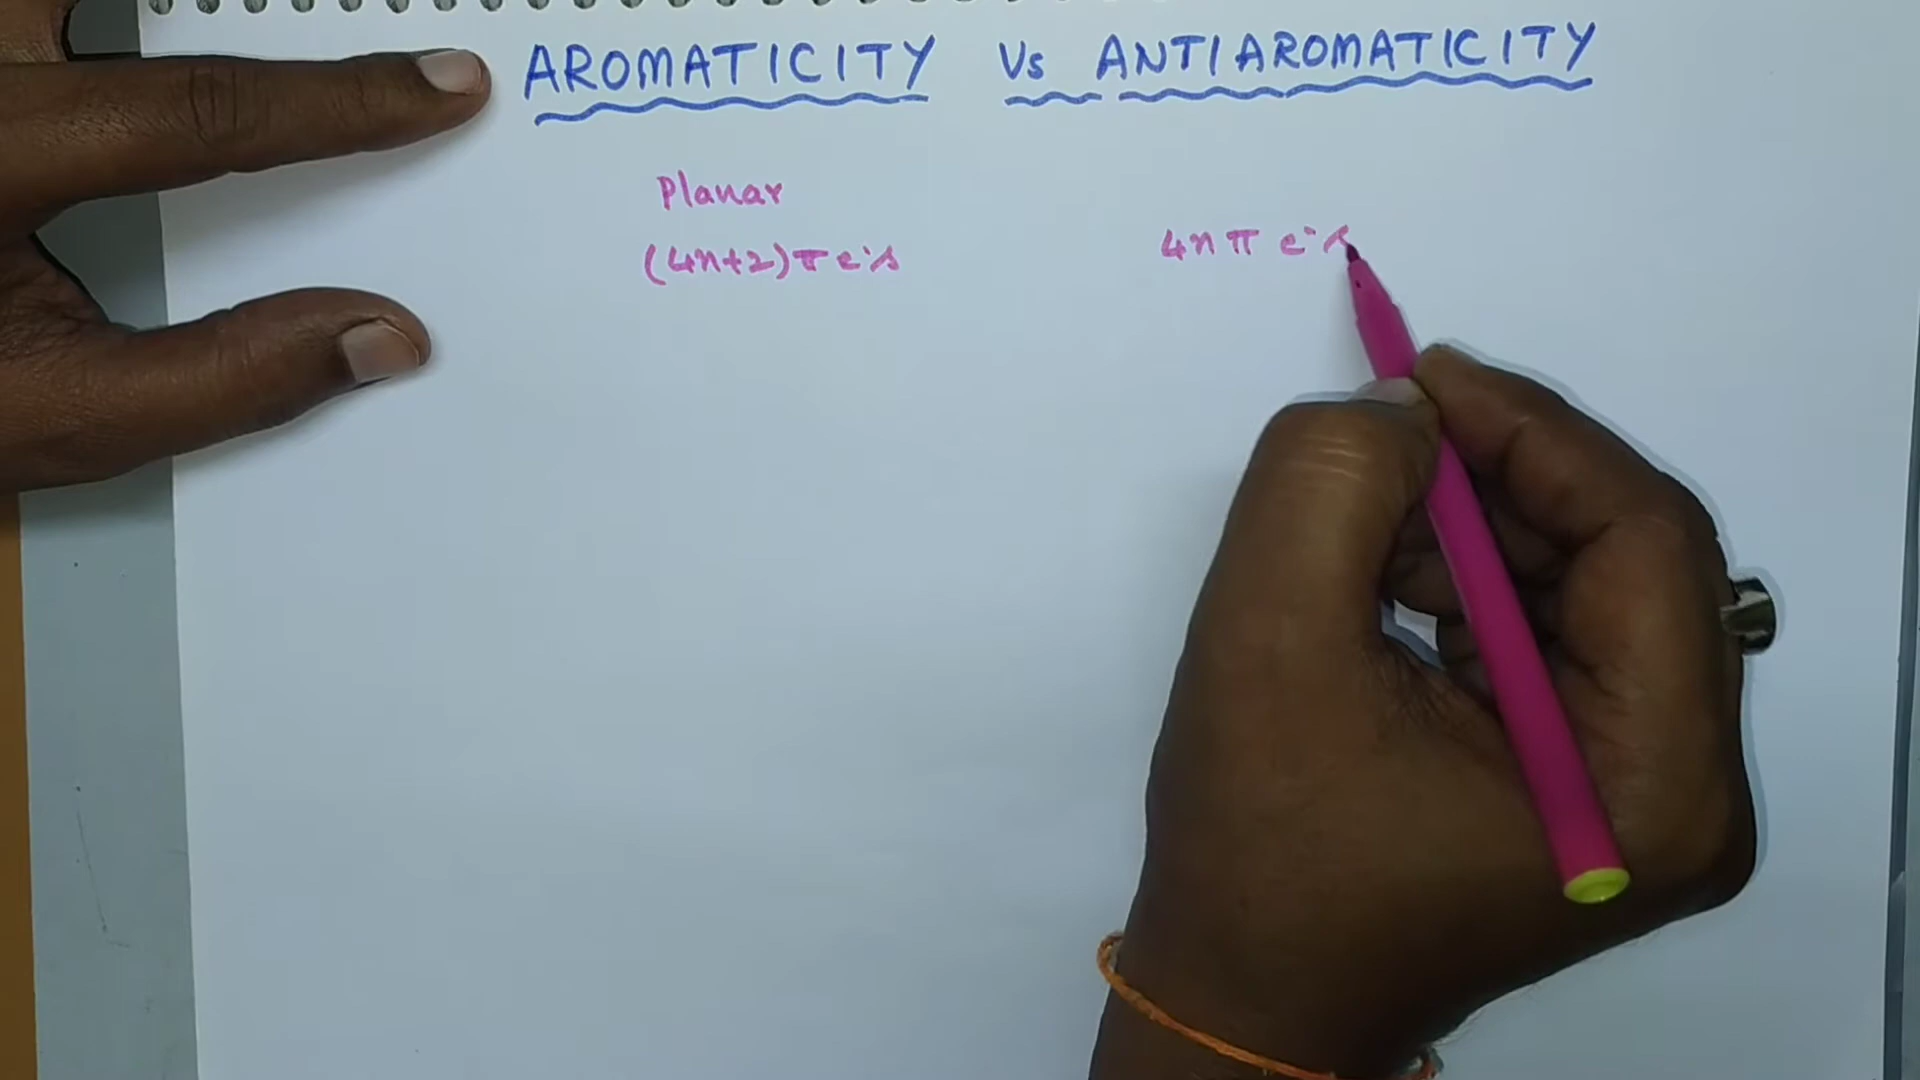 AROMATICITY Vs ANTIAROMATICITY
Planar
(4n+2)π e⁻s
4n π e⁻s